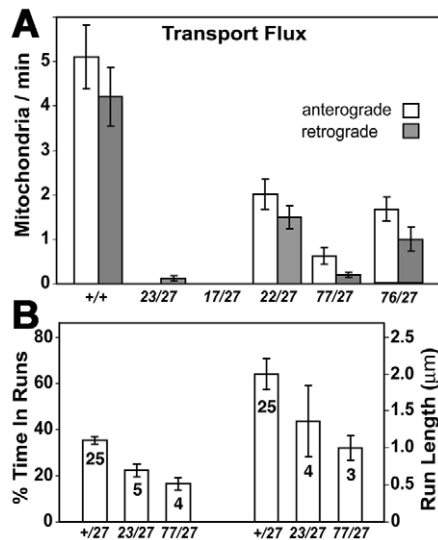 A
Transport Flux
Mitochondria / min
5
4
3
2
1
0
anterograde
retrograde
+/+ 23/27 17/27 22/27 77/27 76/27
B
% Time In Runs
80
60
40
20
0
25 5 4
25 4 3
2.5
2.0
1.5
1.0
0.5
0
Run Length (μm)
+/27 23/27 77/27 +/27 23/27 77/27